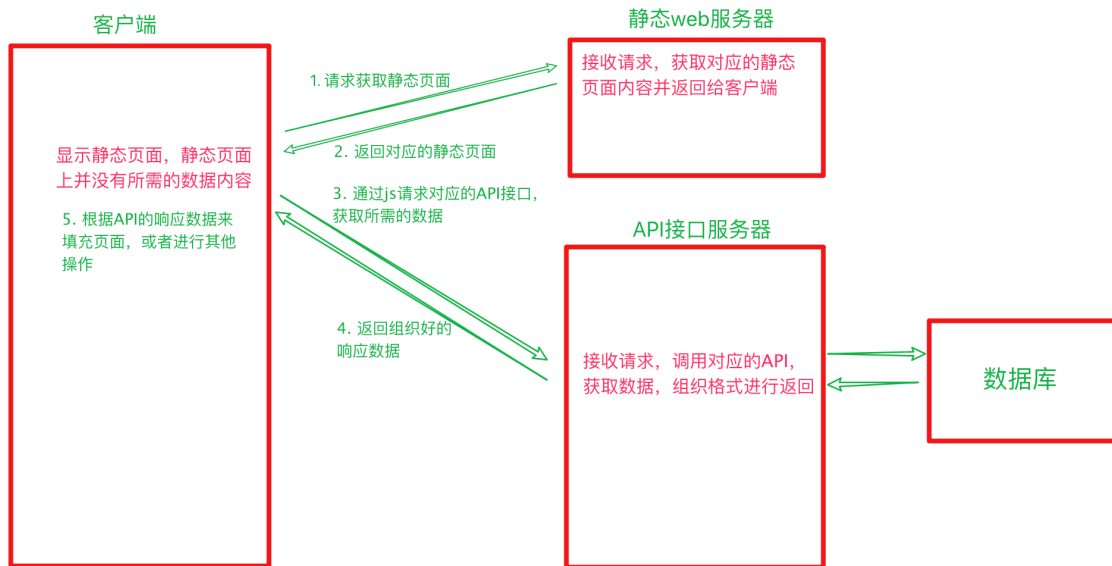 客户端
静态web服务器
接收请求，获取对应的静态
页面内容并返回给客户端
1.请求获取静态页面
2. 返回对应的静态页面
显示静态页面，静态页面
上并没有所需的数据内容
3. 通过js请求对应的API接口，
获取所需的数据
5. 根据API的响应数据来
填充页面，或者进行其他
操作
API接口服务器
4. 返回组织好的
响应数据
接收请求，调用对应的API，
获取数据，组织格式进行返回
数据库